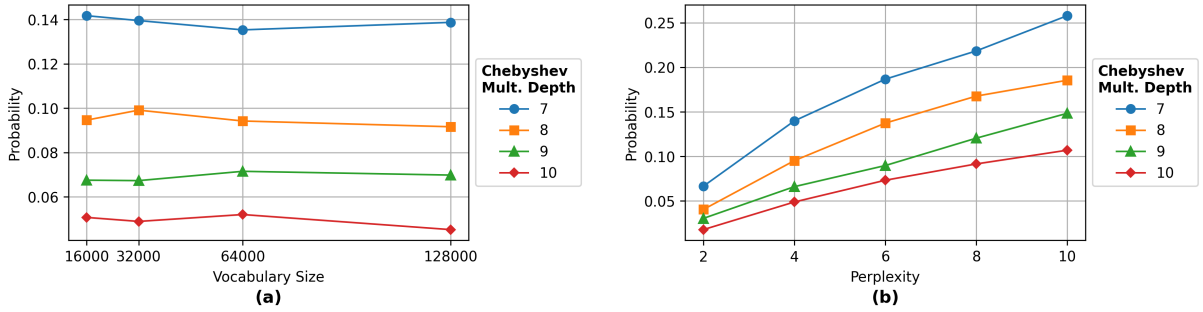 0.14
0.12
0.10
0.08
0.06
Probability
16000 32000 64000 128000
Vocabulary Size
(a)
Chebyshev
Mult. Depth
7
8
9
10
0.25
0.20
0.15
0.10
0.05
Probability
2 4 6 8 10
Perplexity
(b)
Chebyshev
Mult. Depth
7
8
9
10